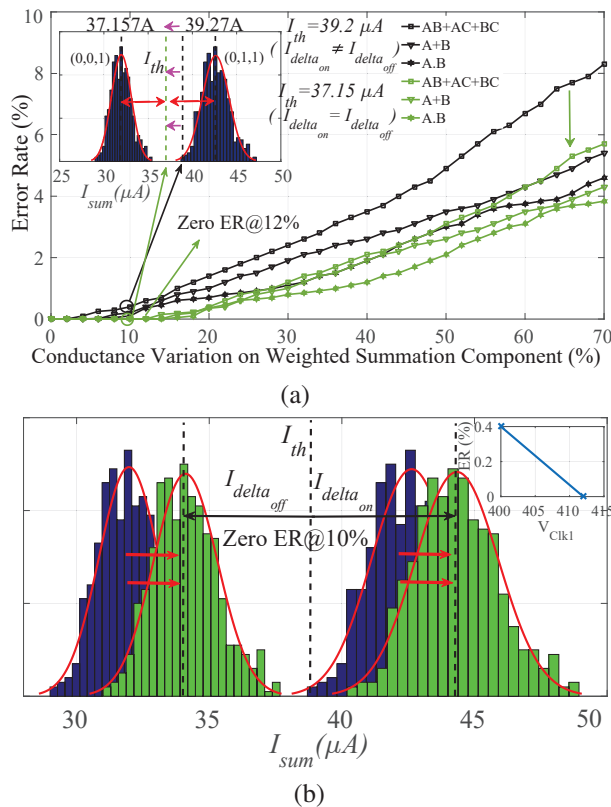 37.157A 39.27A
I_th=39.2 μA
(I_delta_on ≠ I_delta_off)
I_th=37.15 μA
(I_delta_on = I_delta_off)
AB+AC+BC
A+B
A.B
AB+AC+BC
A+B
A.B
(0,0,1)
I_th
(0,1,1)
25 30 35 40 45 50
I_sum(μA)
Zero ER@12%
Error Rate (%)
10
8
6
4
2
0
0 10 20 30 40 50 60 70
Conductance Variation on Weighted Summation Component (%)
(a)
I_th
I_delta_off
I_delta_on
Zero ER@10%
ER (%)
0.4
0.2
0
400 405 410 415
V_Clk1
30 35 40 45 50
I_sum(μA)
(b)